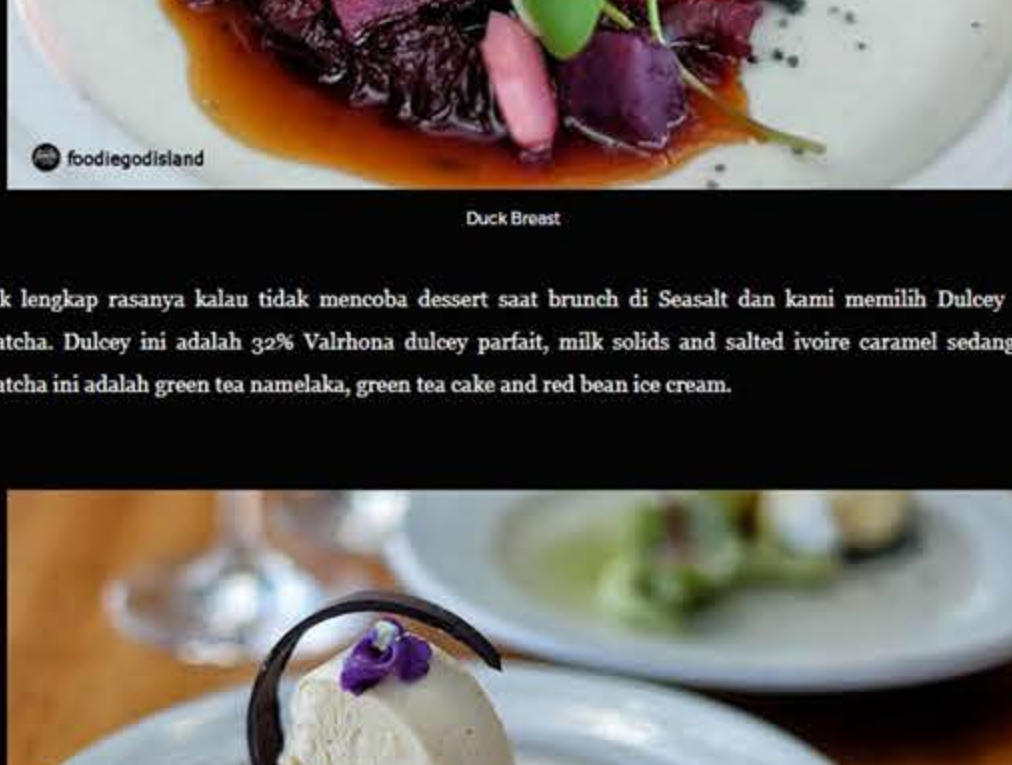 foodiegodisland
Duck Breast
k lengkap rasanya kalau tidak mencoba dessert saat brunch di Seasalt dan kami memilih Dulcey
atcha. Dulcey ini adalah 32% Valrhona dulcey parfait, milk solids and salted ivoire caramel sedang
atcha ini adalah green tea namelaka, green tea cake and red bean ice cream.